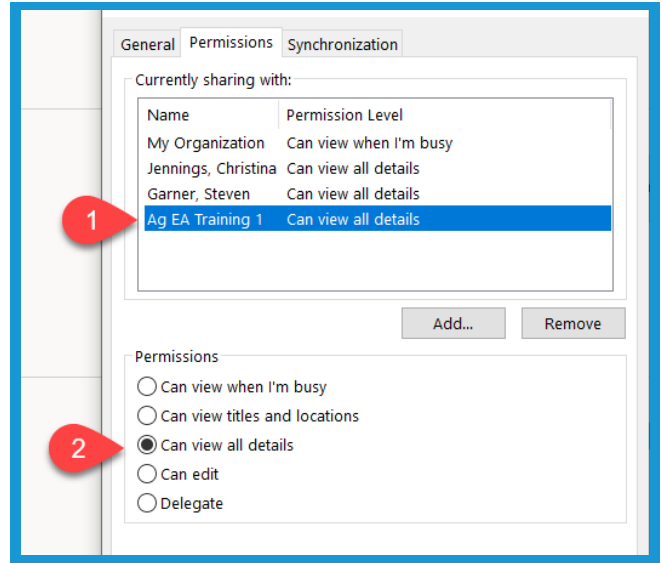 General Permissions Synchronization
Currently sharing with:
Name Permission Level
My Organization Can view when I'm busy
Jennings, Christina Can view all details
Garner, Steven Can view all details
1 Ag EA Training 1 Can view all details
Add... Remove
Permissions
Can view when I'm busy
Can view titles and locations
2 Can view all details
Can edit
Delegate